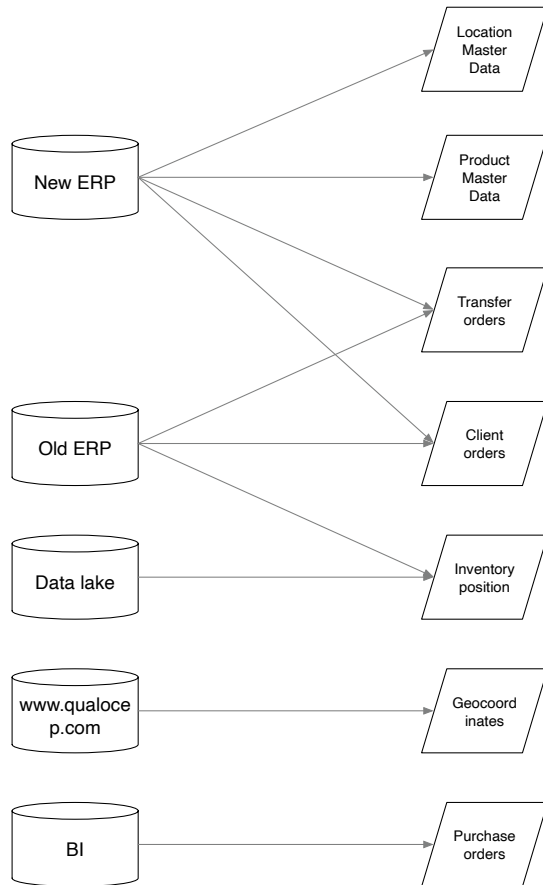 Location
Master
Data
New ERP
Product
Master
Data
Transfer
orders
Old ERP
Client
orders
Data lake
Inventory
position
www.qualoce
p.com
Geocoord
inates
BI
Purchase
orders